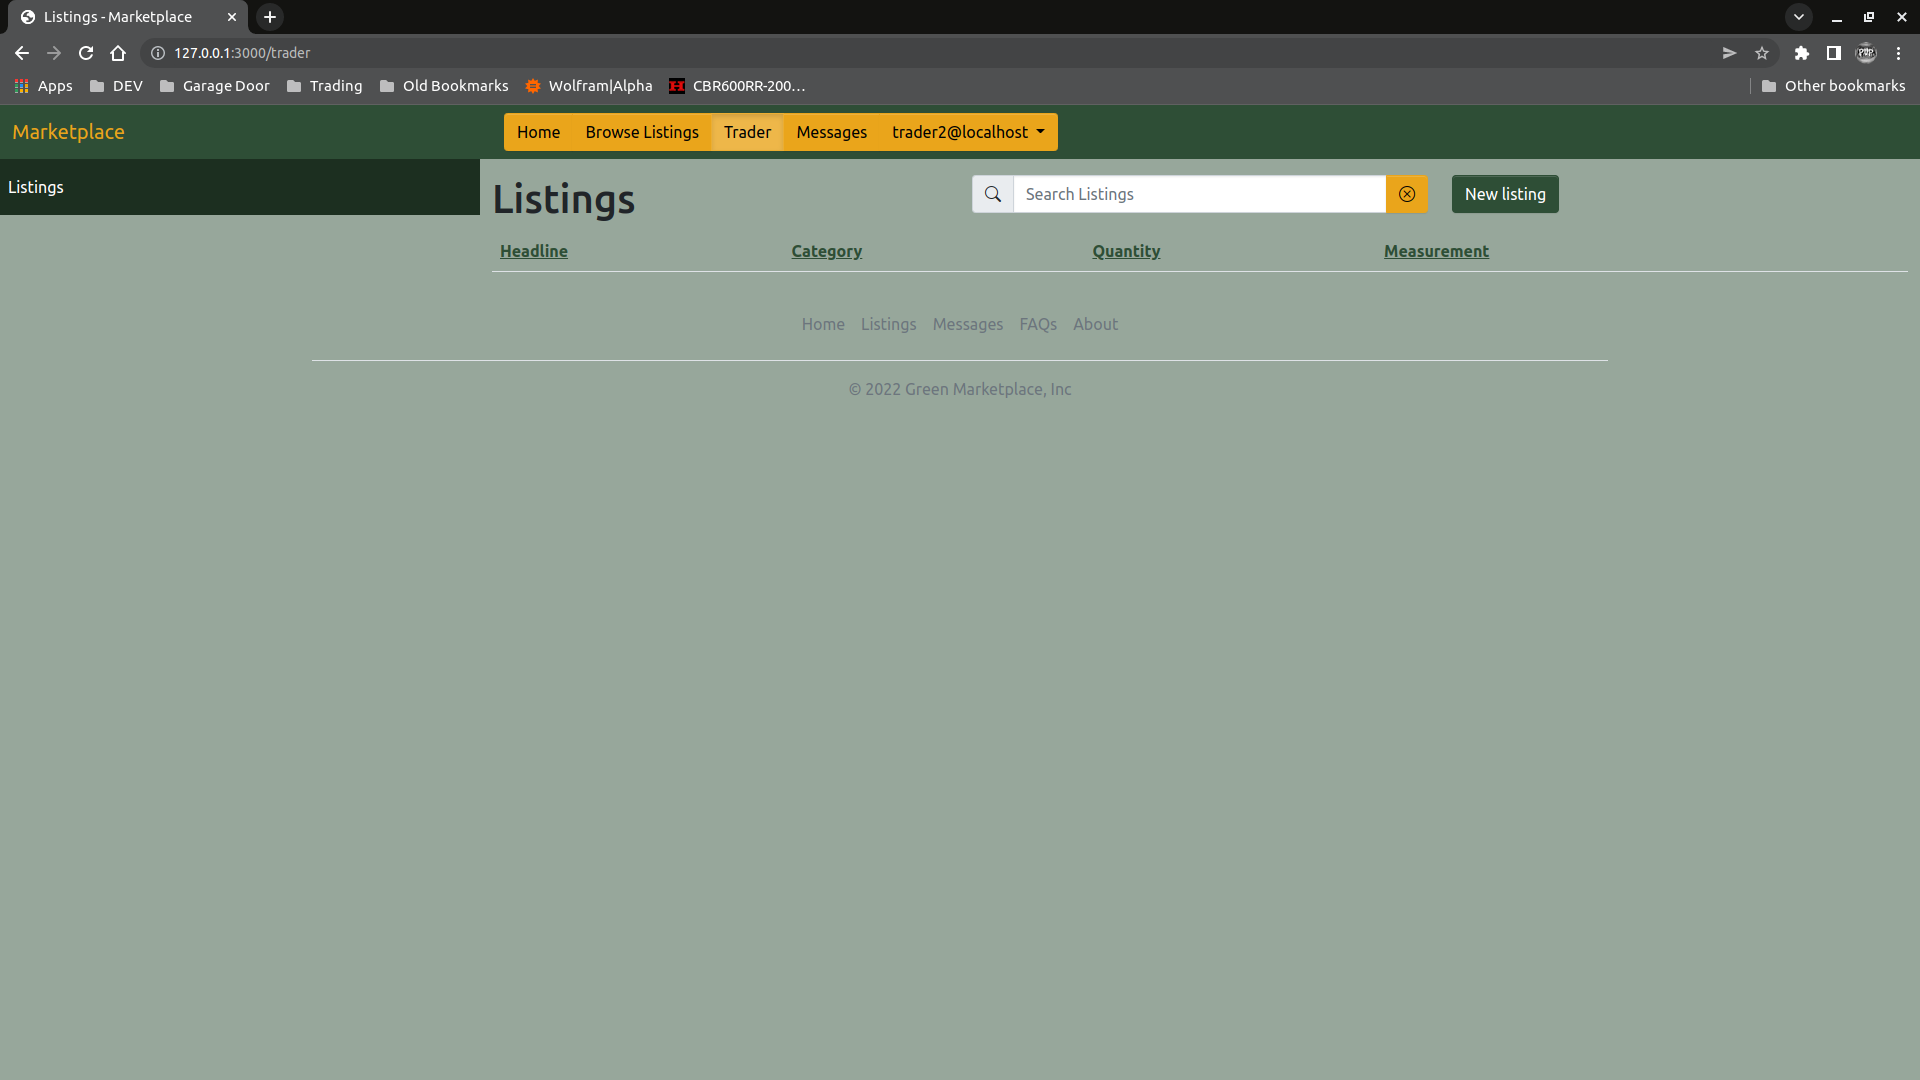 Listings - Marketplace
127.0.0.1:3000/trader
Apps DEV Garage Door Trading Old Bookmarks Wolfram|Alpha CBR600RR-200… Other bookmarks
Marketplace Home Browse Listings Trader Messages trader2@localhost
Listings
Listings Search Listings New listing
Headline Category Quantity Measurement
Home Listings Messages FAQs About
© 2022 Green Marketplace, Inc